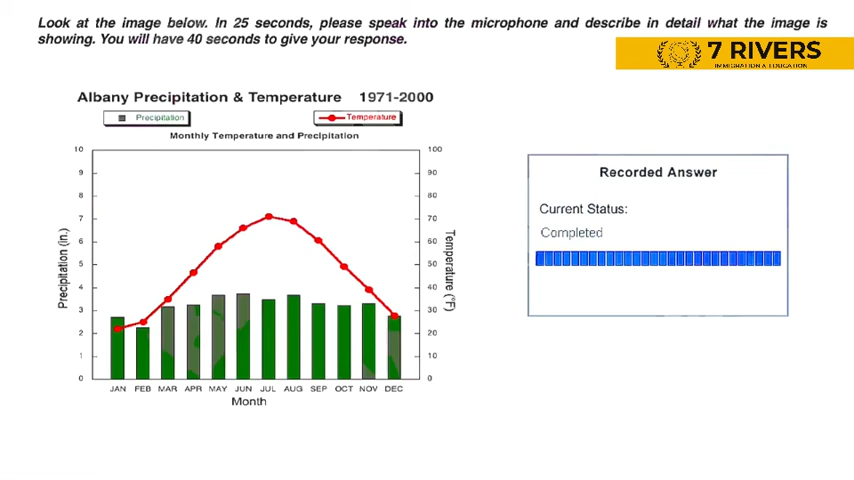 Look at the image below. In 25 seconds, please speak into the microphone and describe in detail what the image is
showing. You will have 40 seconds to give your response.
7 RIVERS
IMMIGRATION & EDUCATION
Albany Precipitation & Temperature 1971-2000
Precipitation
Temperature
Monthly Temperature and Precipitation
10 100
9 90
8 80
7 70
6 60
5 50
4 40
3 30
2 20
1 10
0 0
Precipitation (in.)
Temperature (°F)
JAN FEB MAR APR MAY JUN JUL AUG SEP OCT NOV DEC
Month
Recorded Answer
Current Status:
Completed